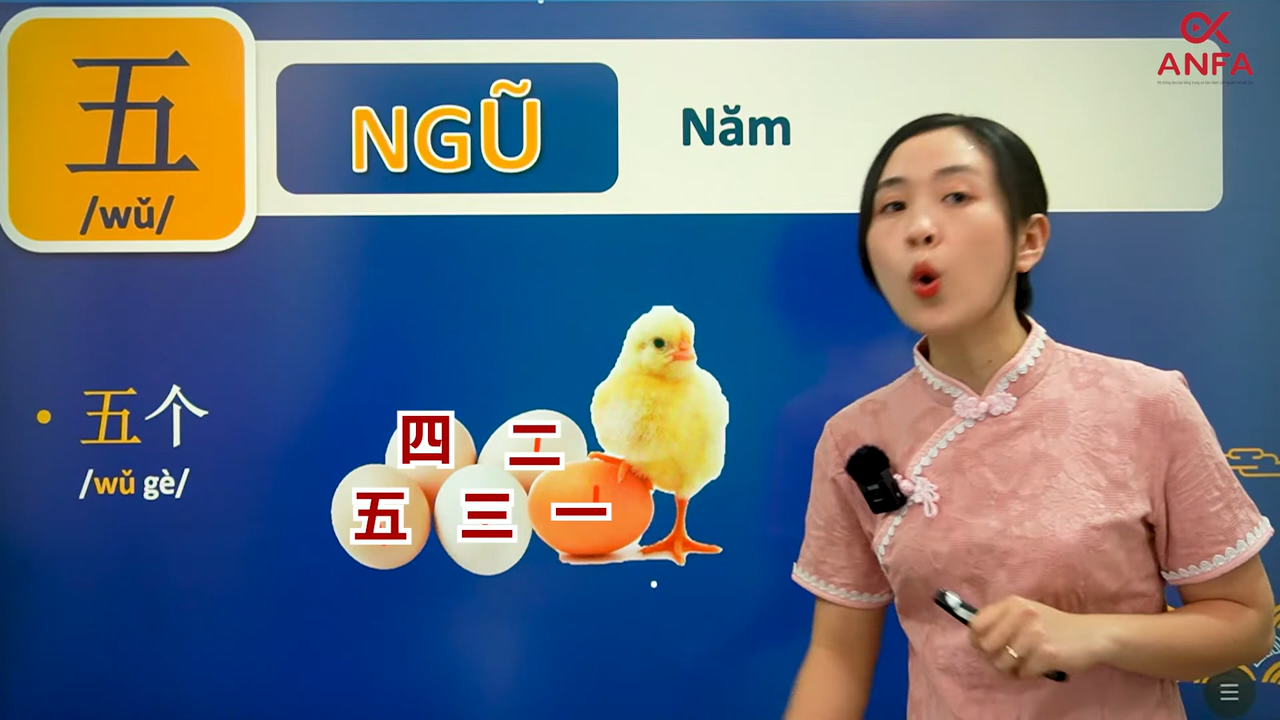 五
/wǔ/
NGŨ
Năm
ANFA
五个
/wǔ gè/
四
二
五
三
一